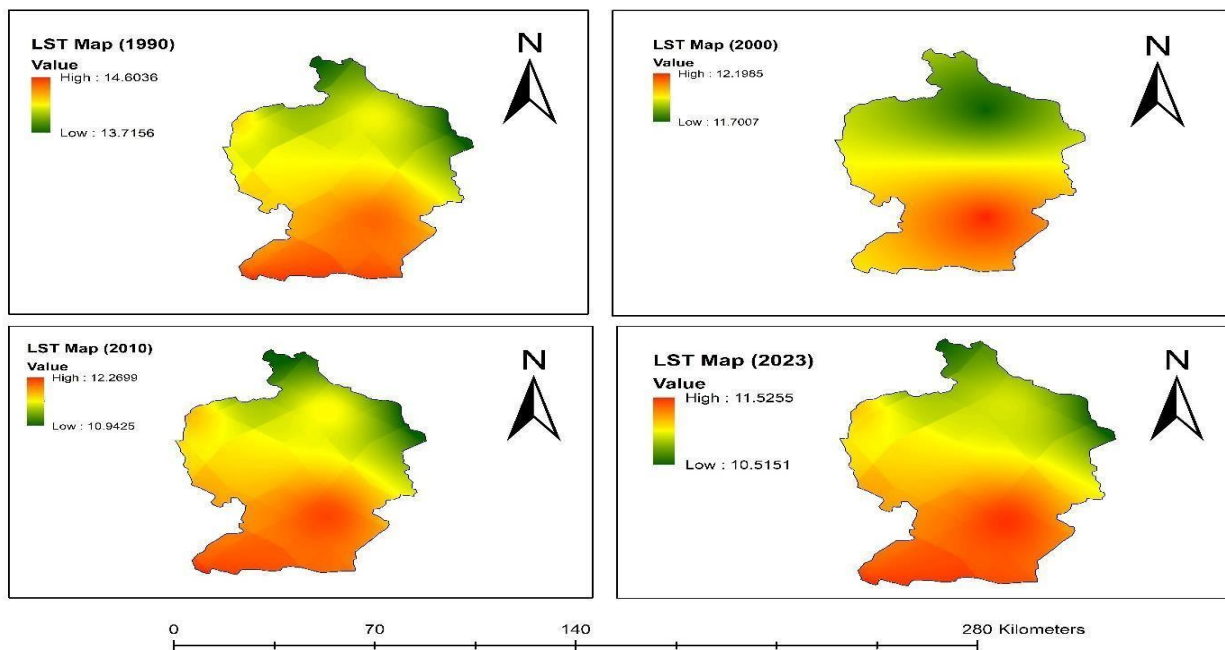 LST Map (1990)
Value
High : 14.6036
Low : 13.7156
N
LST Map (2000)
Value
High : 12.1985
Low : 11.7007
N
LST Map (2010)
Value
High : 12.2699
Low : 10.9425
N
LST Map (2023)
Value
High : 11.5255
Low : 10.5151
N
0 70 140 280 Kilometers